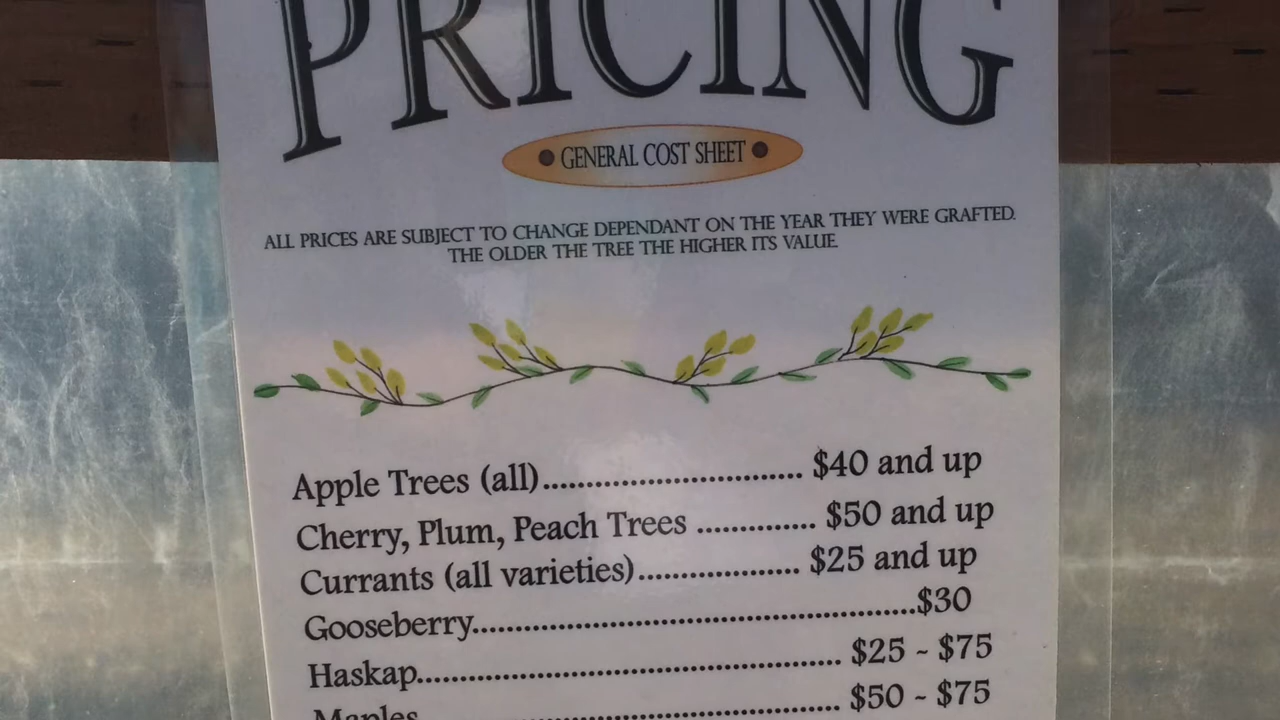 PRICING
GENERAL COST SHEET
ALL PRICES ARE SUBJECT TO CHANGE DEPENDANT ON THE YEAR THEY WERE GRAFTED.
THE OLDER THE TREE THE HIGHER ITS VALUE
Apple Trees (all)............................ $40 and up
Cherry, Plum, Peach Trees ............. $50 and up
Currants (all varieties).................. $25 and up
Gooseberry................................................$30
Haskap.............................................. $25 ~ $75
Maples.............................................. $50 ~ $75